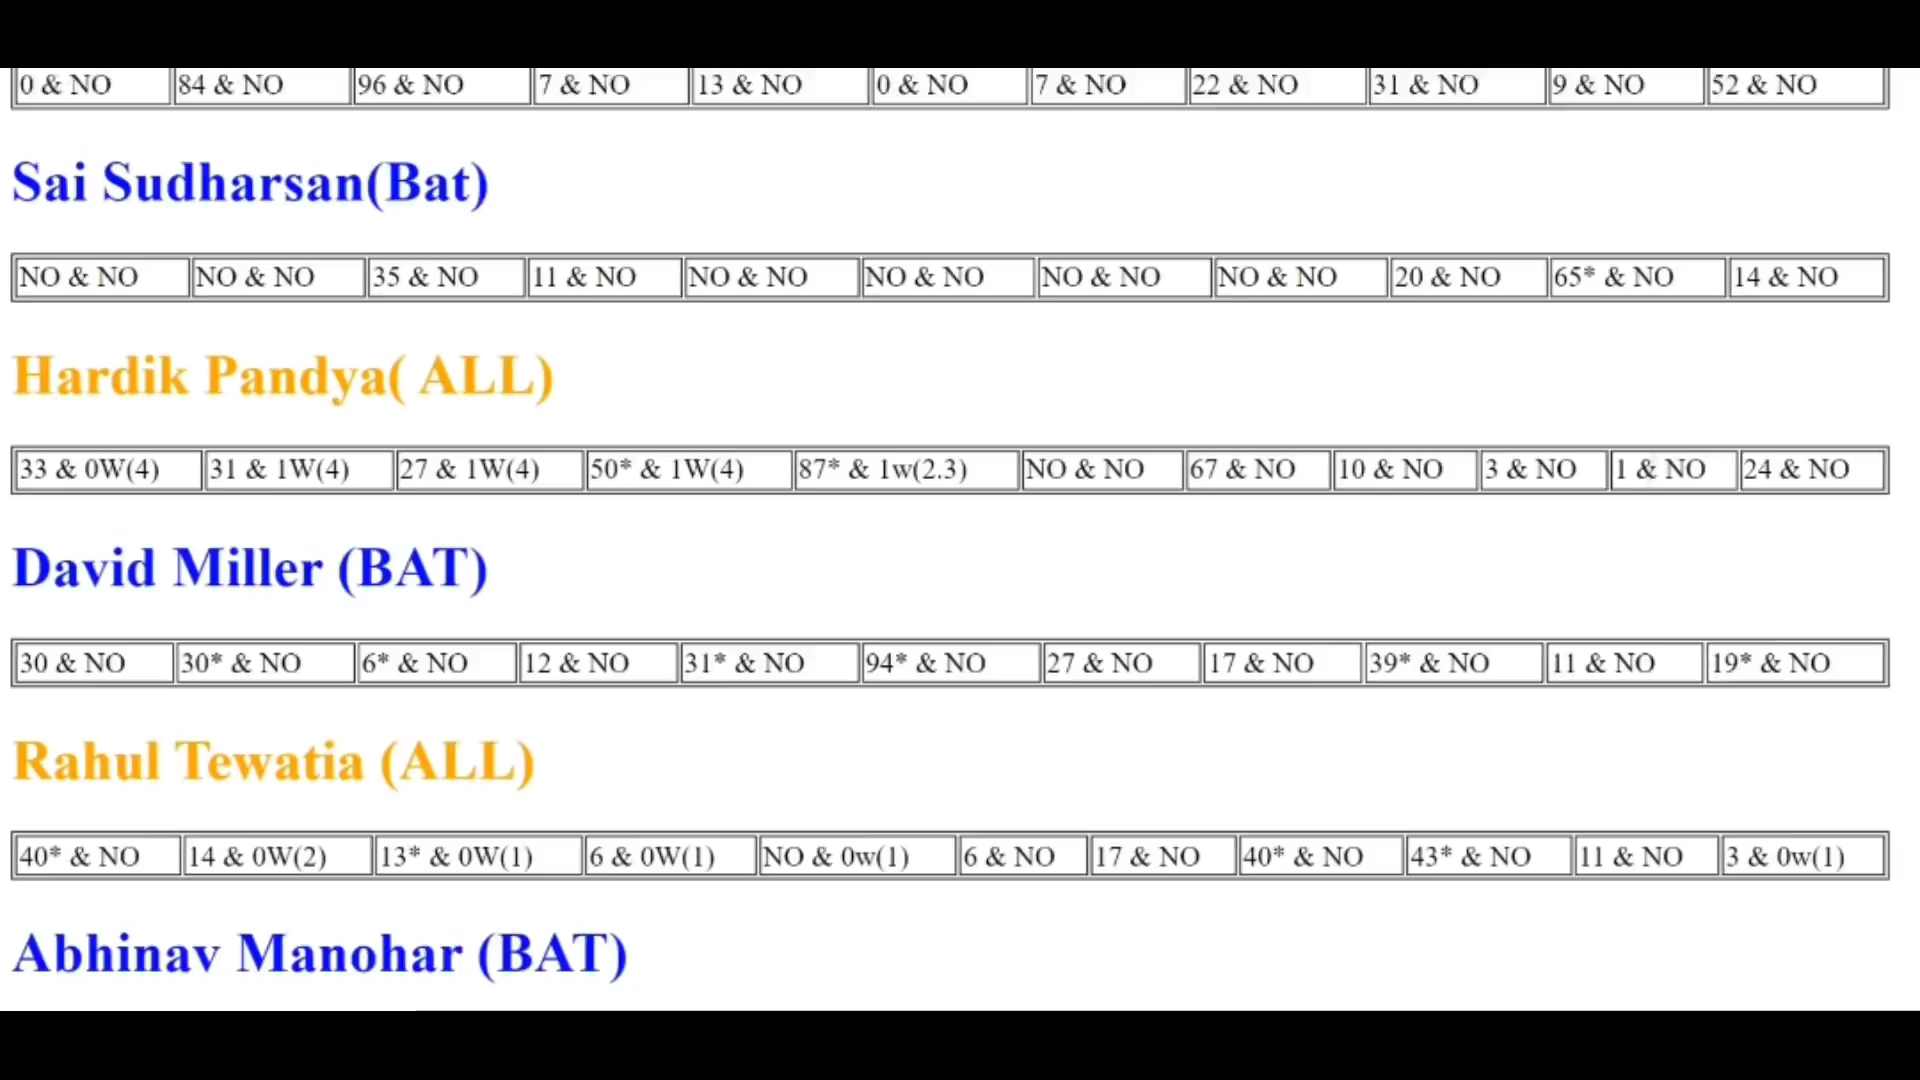 0 & NO 84 & NO 96 & NO 7 & NO 13 & NO 0 & NO 7 & NO 22 & NO 31 & NO 9 & NO 52 & NO
Sai Sudharsan(Bat)
NO & NO NO & NO 35 & NO 11 & NO NO & NO NO & NO NO & NO NO & NO 20 & NO 65* & NO 14 & NO
Hardik Pandya( ALL)
33 & 0W(4) 31 & 1W(4) 27 & 1W(4) 50* & 1W(4) 87* & 1w(2.3) NO & NO 67 & NO 10 & NO 3 & NO 1 & NO 24 & NO
David Miller (BAT)
30 & NO 30* & NO 6* & NO 12 & NO 31* & NO 94* & NO 27 & NO 17 & NO 39* & NO 11 & NO 19* & NO
Rahul Tewatia (ALL)
40* & NO 14 & 0W(2) 13* & 0W(1) 6 & 0W(1) NO & 0w(1) 6 & NO 17 & NO 40* & NO 43* & NO 11 & NO 3 & 0w(1)
Abhinav Manohar (BAT)